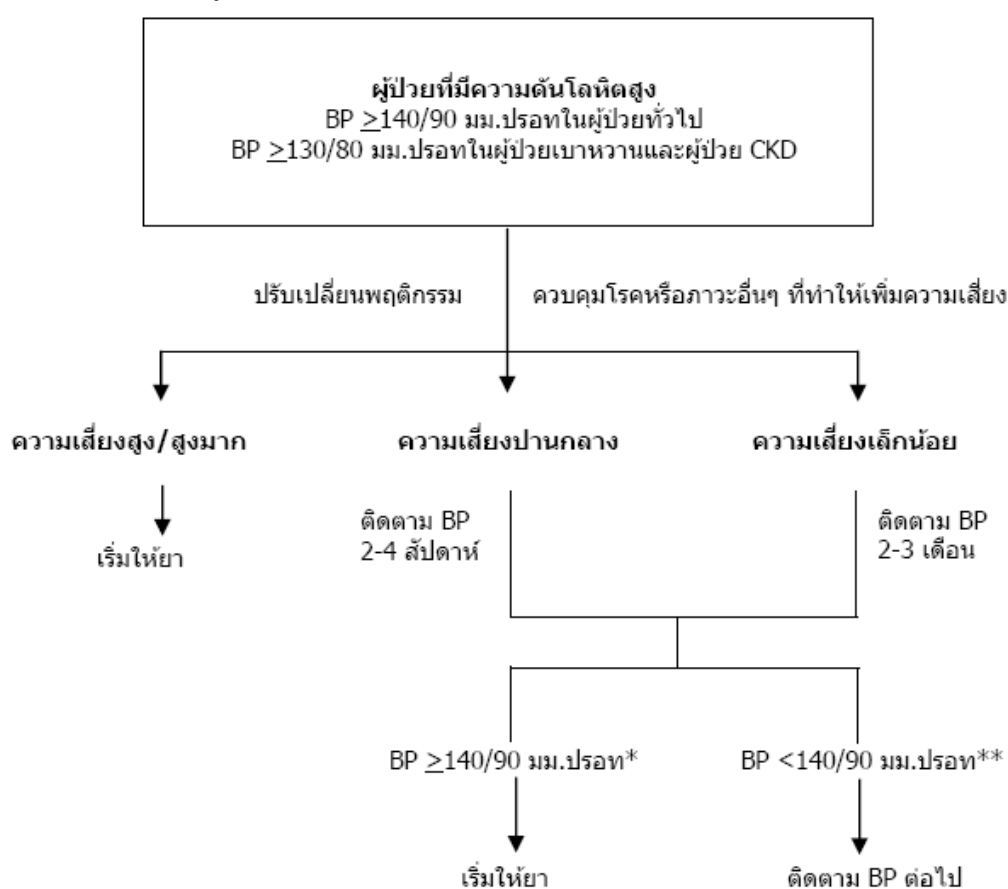 ผู้ป่วยที่มีความดันโลหิตสูง
BP ≥140/90 มม.ปรอทในผู้ป่วยทั่วไป
BP ≥130/80 มม.ปรอทในผู้ป่วยเบาหวานและผู้ป่วย CKD
ปรับเปลี่ยนพฤติกรรม
ควบคุมโรคหรือภาวะอื่นๆ ที่ทำให้เพิ่มความเสี่ยง
ความเสี่ยงสูง/สูงมาก
ความเสี่ยงปานกลาง
ความเสี่ยงเล็กน้อย
เริ่มให้ยา
ติดตาม BP
2-4 สัปดาห์
ติดตาม BP
2-3 เดือน
BP ≥140/90 มม.ปรอท*
BP <140/90 มม.ปรอท**
เริ่มให้ยา
ติดตาม BP ต่อไป